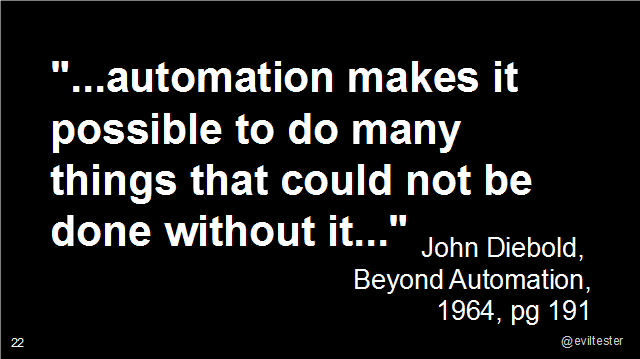 "...automation makes it
possible to do many
things that could not be
done without it..."
John Diebold,
Beyond Automation,
1964, pg 191
22
@eviltester